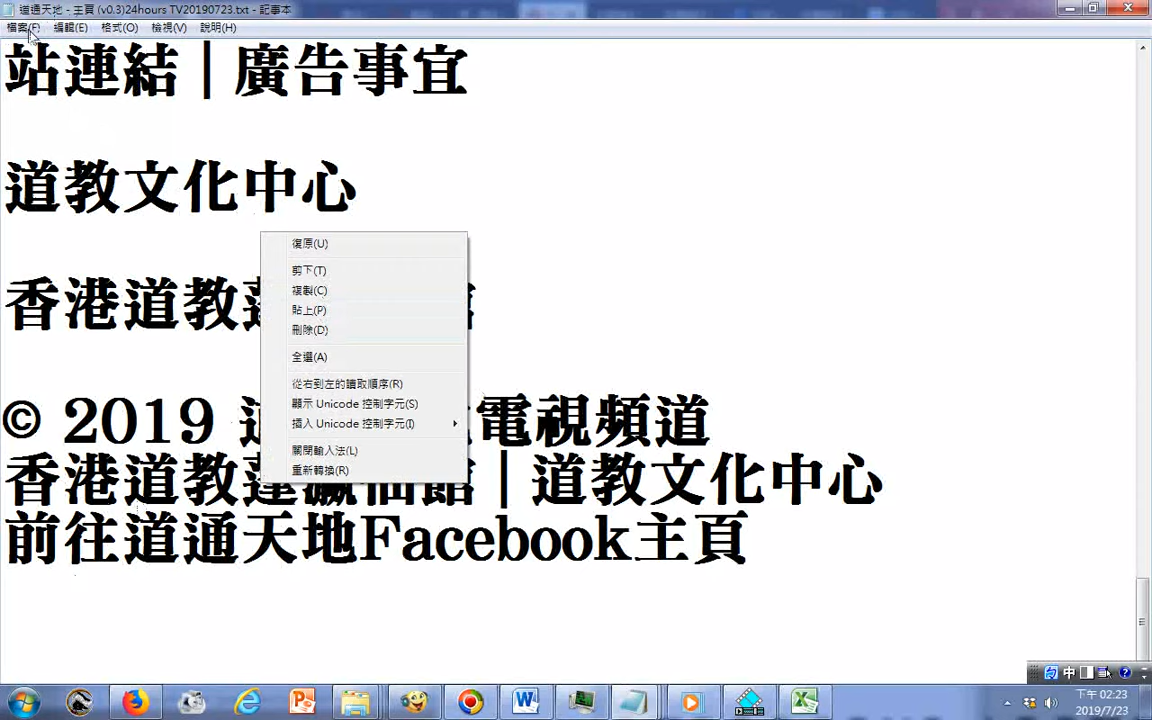 道通天地 - 主頁 (v0.3)24hours TV20190723.txt - 記事本
檔案(F) 編輯(E) 格式(O) 檢視(V) 說明(H)
站連結 | 廣告事宜
道教文化中心
香港道教
© 2019 電視頻道
香港道教蓬瀛仙館 | 道教文化中心
前往道通天地Facebook主頁
復原(U)
剪下(T)
複製(C)
貼上(P)
刪除(D)
全選(A)
從右到左的讀取順序(R)
顯示 Unicode 控制字元(S)
插入 Unicode 控制字元(I)
關閉輸入法(L)
重新轉換(R)
中
下午 02:23
2019/7/23